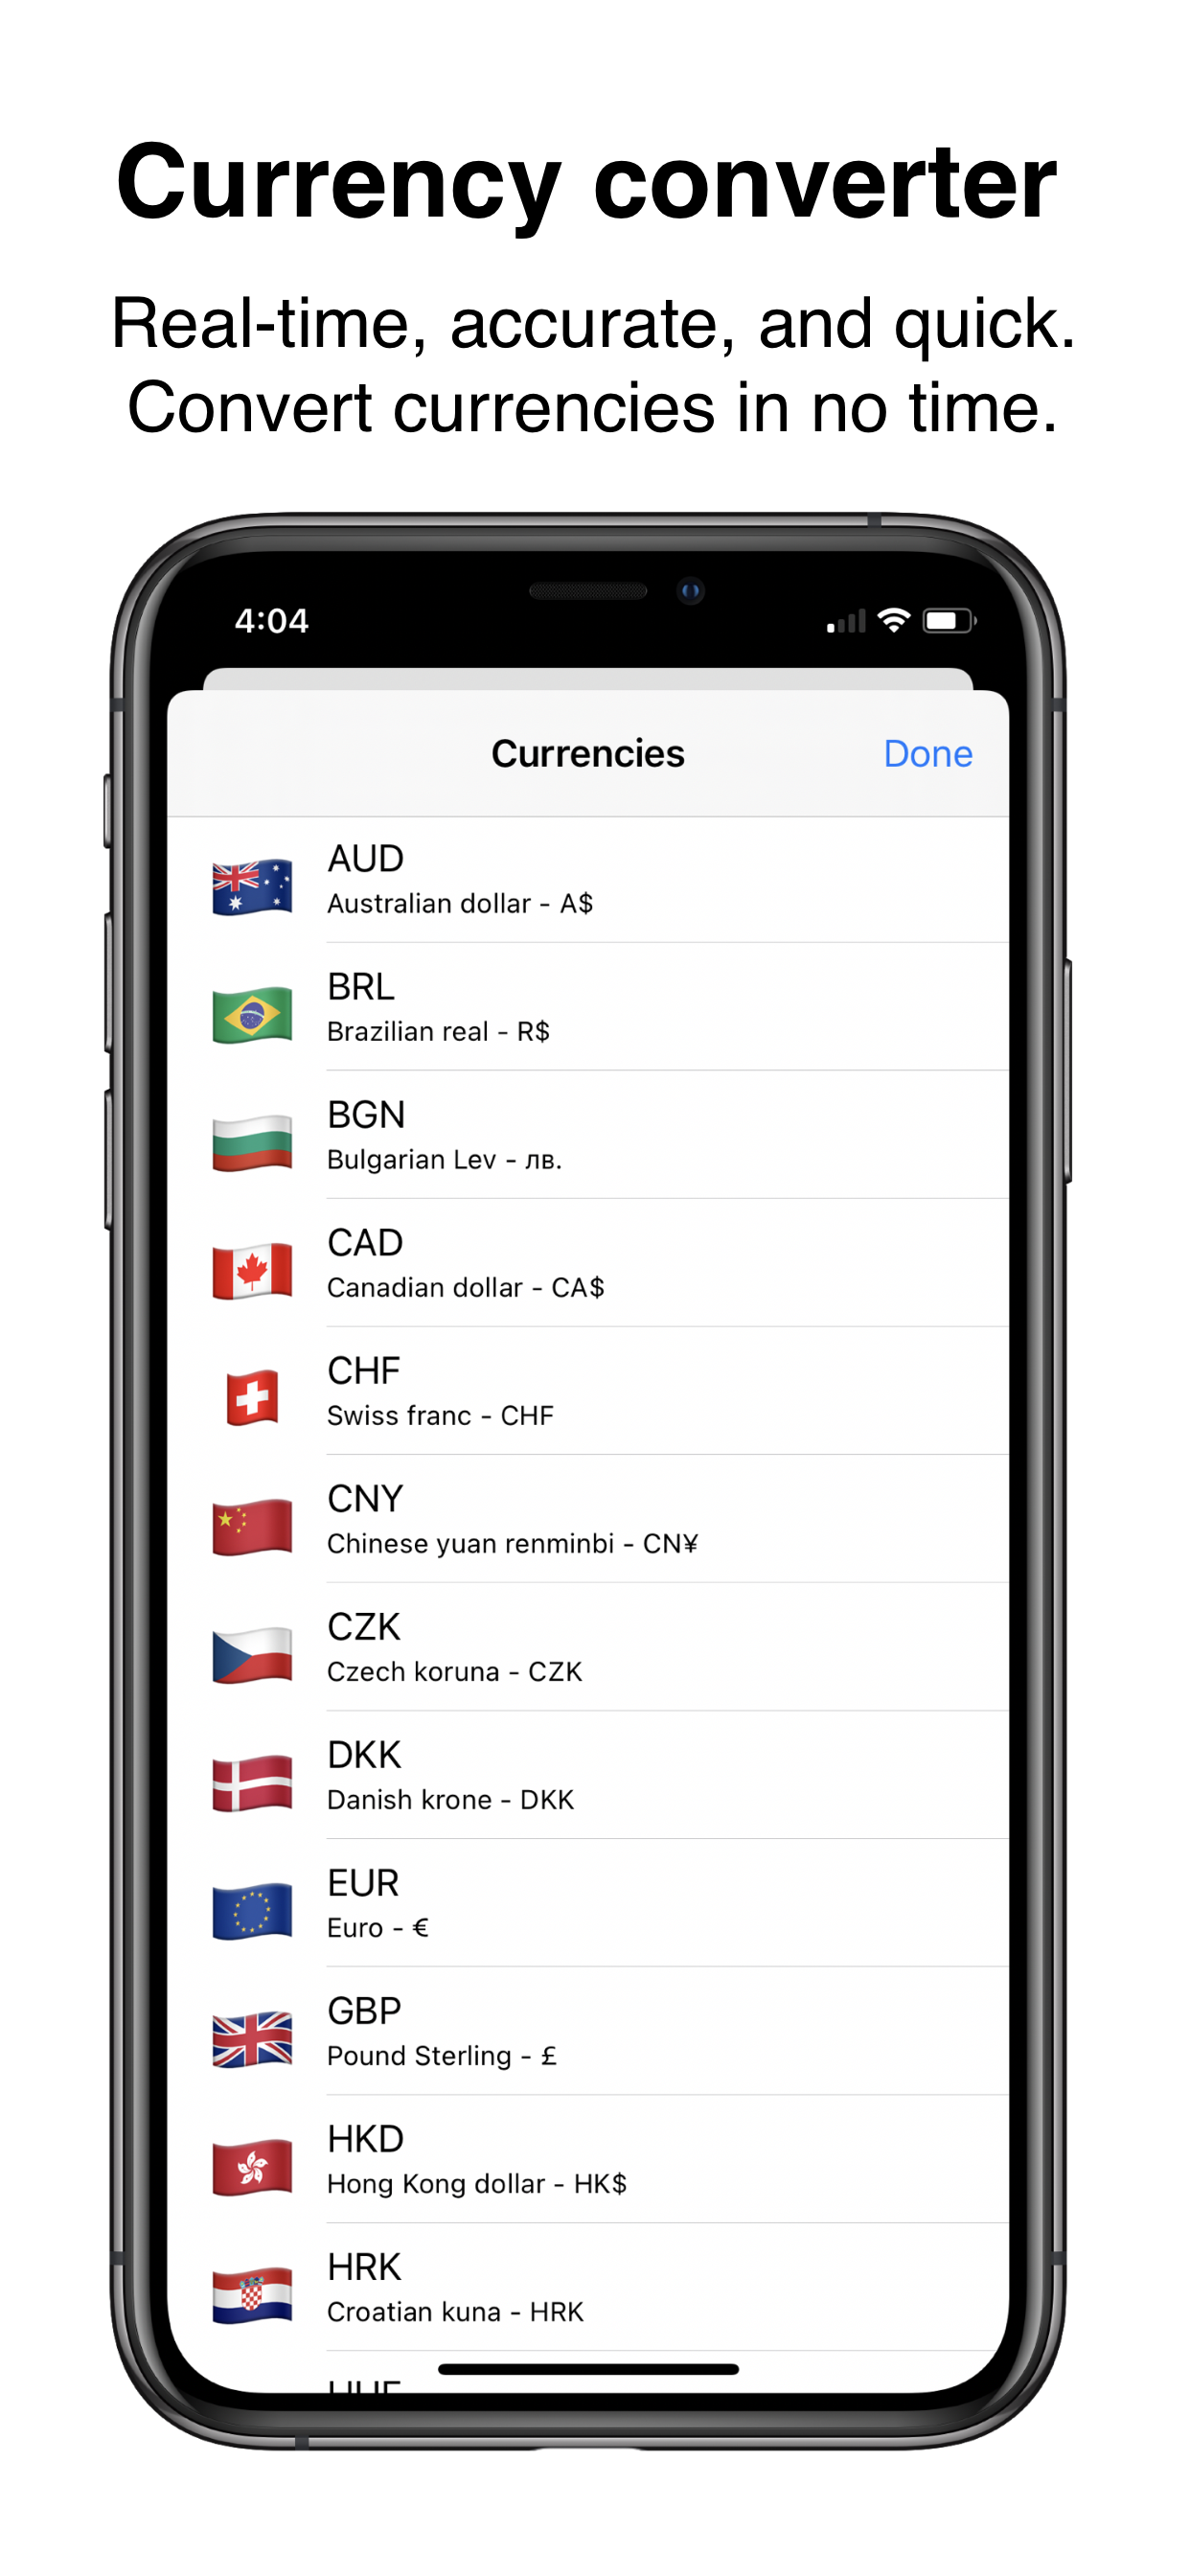 Currency converter
Real-time, accurate, and quick.
Convert currencies in no time.
4:04
Currencies
Done
AUD
Australian dollar - A$
BRL
Brazilian real - R$
BGN
Bulgarian Lev - лв.
CAD
Canadian dollar - CA$
CHF
Swiss franc - CHF
CNY
Chinese yuan renminbi - CN¥
CZK
Czech koruna - CZK
DKK
Danish krone - DKK
EUR
Euro - €
GBP
Pound Sterling - £
HKD
Hong Kong dollar - HK$
HRK
Croatian kuna - HRK